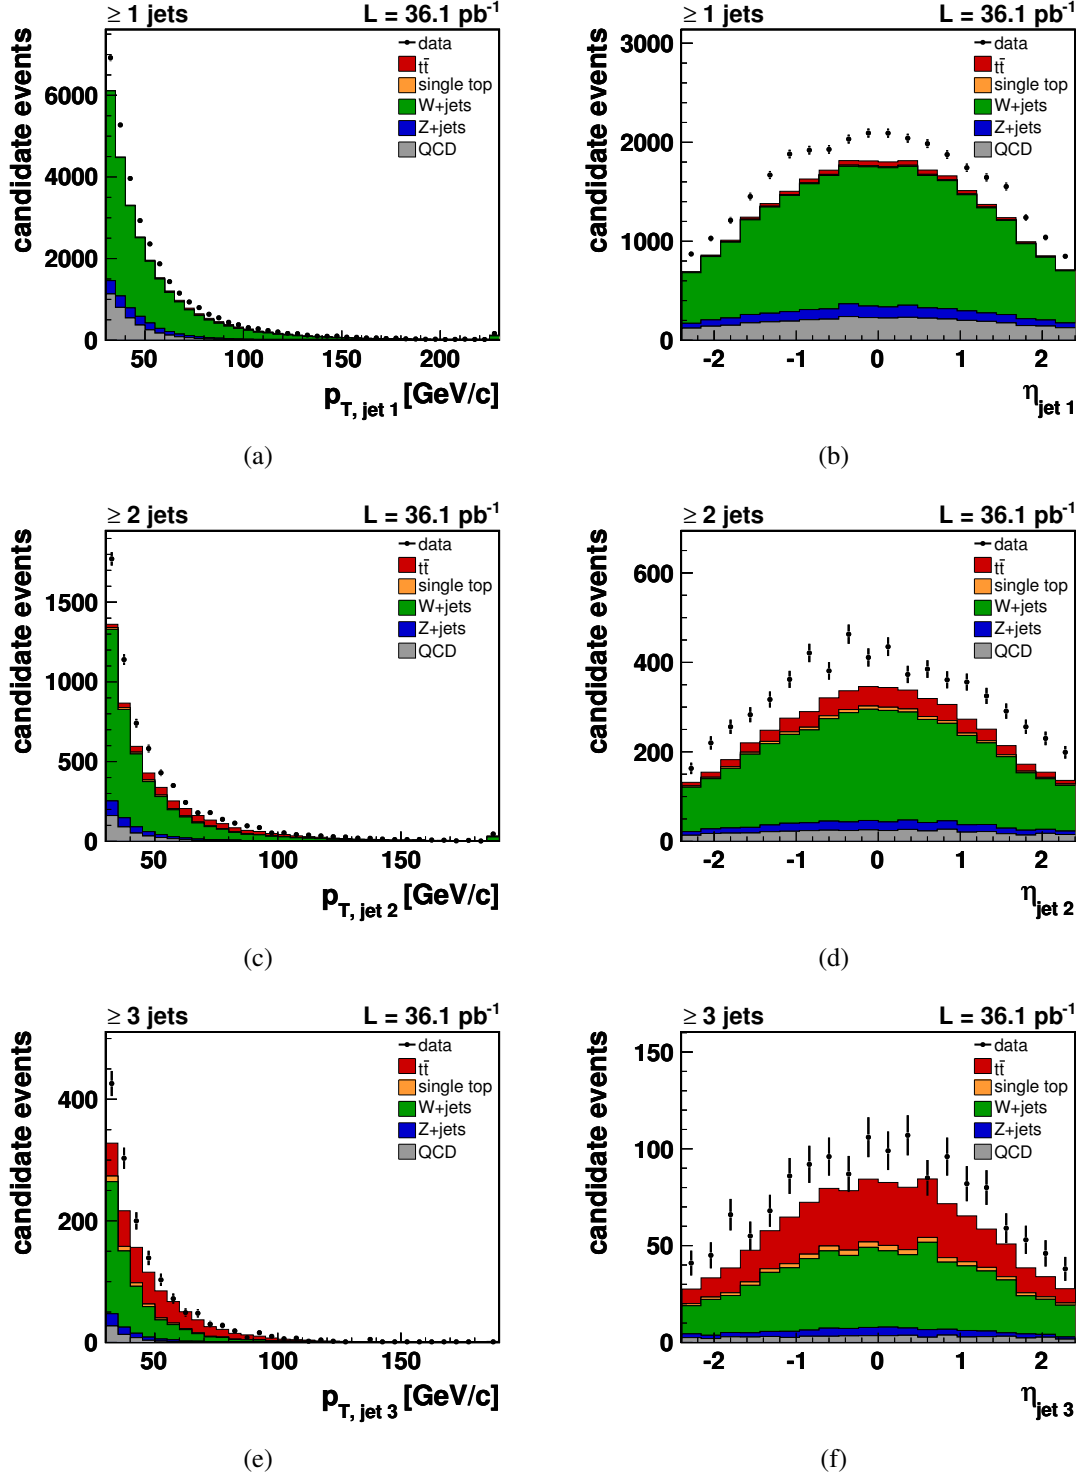 ≥ 1 jets L = 36.1 pb⁻¹
candidate events
6000
4000
2000
0
data
tt̄
single top
W+jets
Z+jets
QCD
50 100 150 200
p_T, jet 1 [GeV/c]
(a)
≥ 1 jets L = 36.1 pb⁻¹
candidate events
3000
2000
1000
0
data
tt̄
single top
W+jets
Z+jets
QCD
-2 -1 0 1 2
η_jet 1
(b)
≥ 2 jets L = 36.1 pb⁻¹
candidate events
1500
1000
500
0
data
tt̄
single top
W+jets
Z+jets
QCD
50 100 150
p_T, jet 2 [GeV/c]
(c)
≥ 2 jets L = 36.1 pb⁻¹
candidate events
600
400
200
0
data
tt̄
single top
W+jets
Z+jets
QCD
-2 -1 0 1 2
η_jet 2
(d)
≥ 3 jets L = 36.1 pb⁻¹
candidate events
400
200
0
data
tt̄
single top
W+jets
Z+jets
QCD
50 100 150
p_T, jet 3 [GeV/c]
(e)
≥ 3 jets L = 36.1 pb⁻¹
candidate events
150
100
50
0
data
tt̄
single top
W+jets
Z+jets
QCD
-2 -1 0 1 2
η_jet 3
(f)